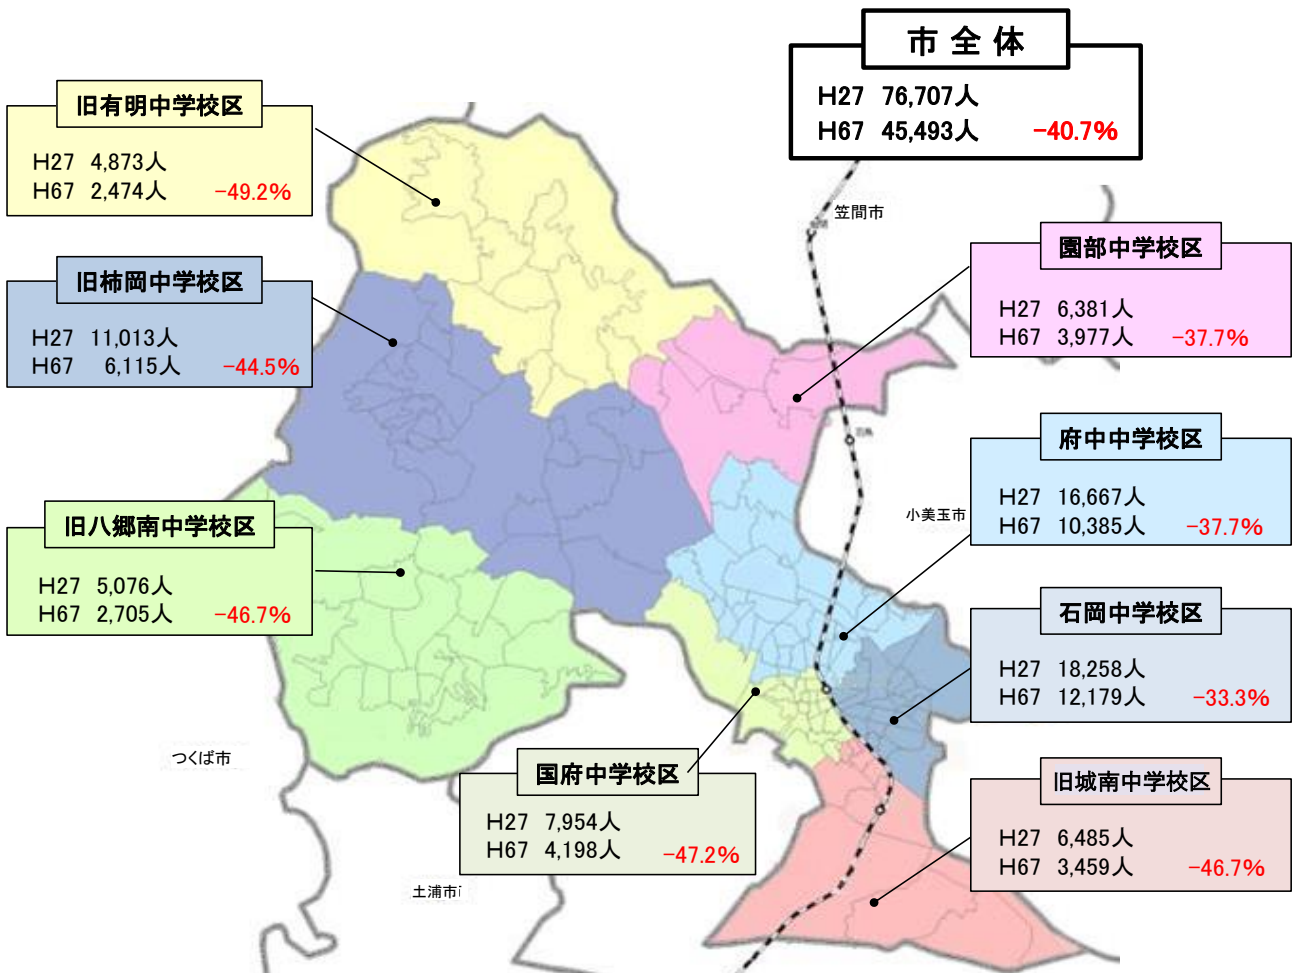 市全体
H27 76,707人
H67 45,493人 -40.7%
旧有明中学校区
H27 4,873人
H67 2,474人 -49.2%
笠間市
園部中学校区
H27 6,381人
H67 3,977人 -37.7%
旧柿岡中学校区
H27 11,013人
H67 6,115人 -44.5%
府中中学校区
H27 16,667人
H67 10,385人 -37.7%
小美玉市
旧八郷南中学校区
H27 5,076人
H67 2,705人 -46.7%
石岡中学校区
H27 18,258人
H67 12,179人 -33.3%
つくば市
国府中学校区
H27 7,954人
H67 4,198人 -47.2%
旧城南中学校区
H27 6,485人
H67 3,459人 -46.7%
土浦市